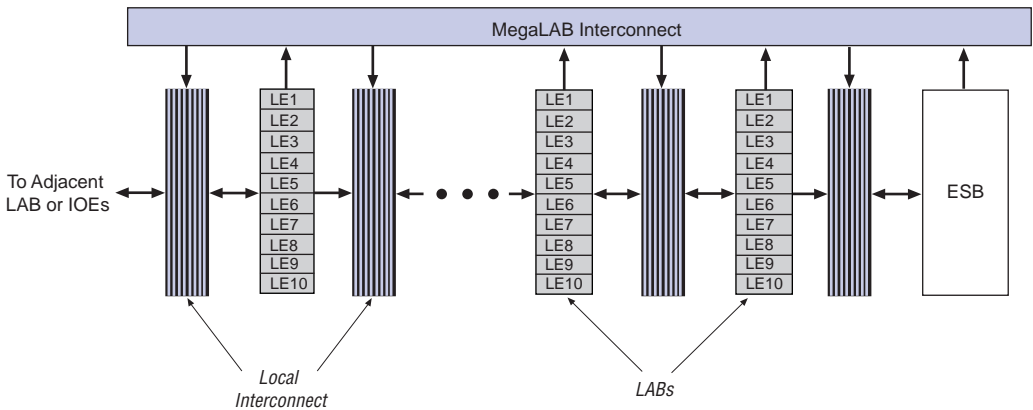 MegaLAB Interconnect
To Adjacent
LAB or IOEs
LE1
LE2
LE3
LE4
LE5
LE6
LE7
LE8
LE9
LE10
LE1
LE2
LE3
LE4
LE5
LE6
LE7
LE8
LE9
LE10
LE1
LE2
LE3
LE4
LE5
LE6
LE7
LE8
LE9
LE10
ESB
Local
Interconnect
LABs